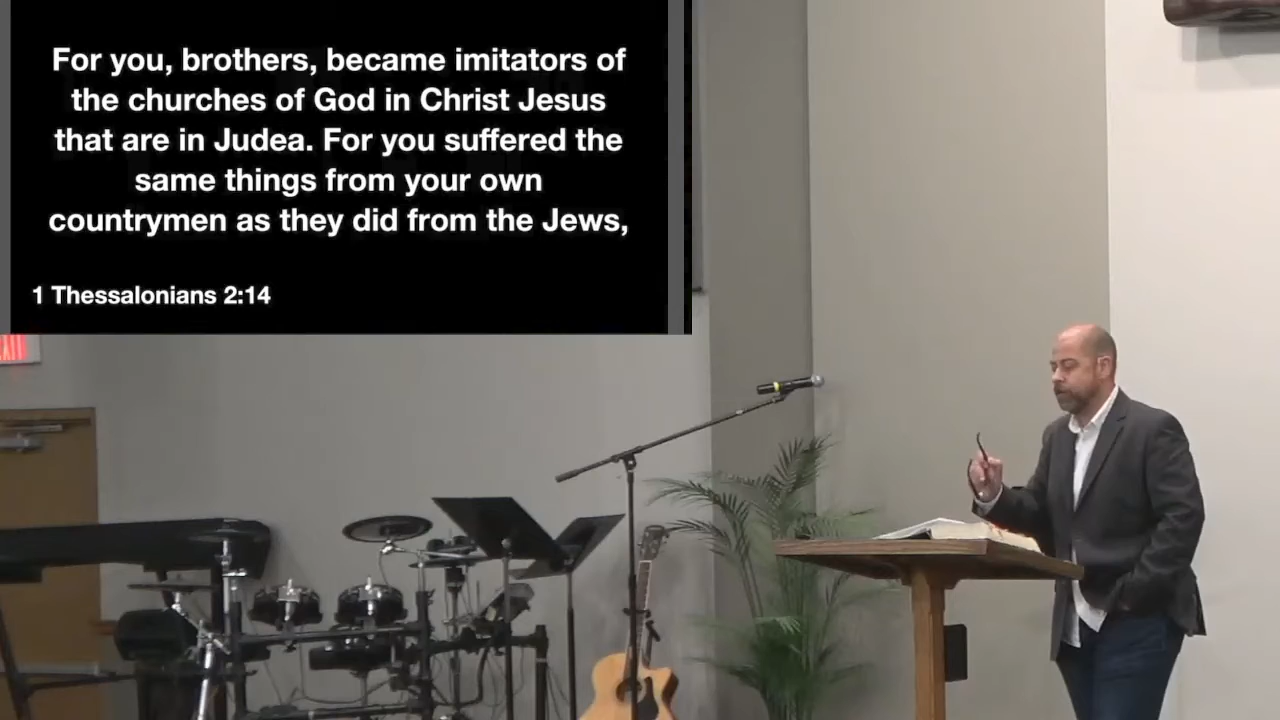 For you, brothers, became imitators of
the churches of God in Christ Jesus
that are in Judea. For you suffered the
same things from your own
countrymen as they did from the Jews,
1 Thessalonians 2:14